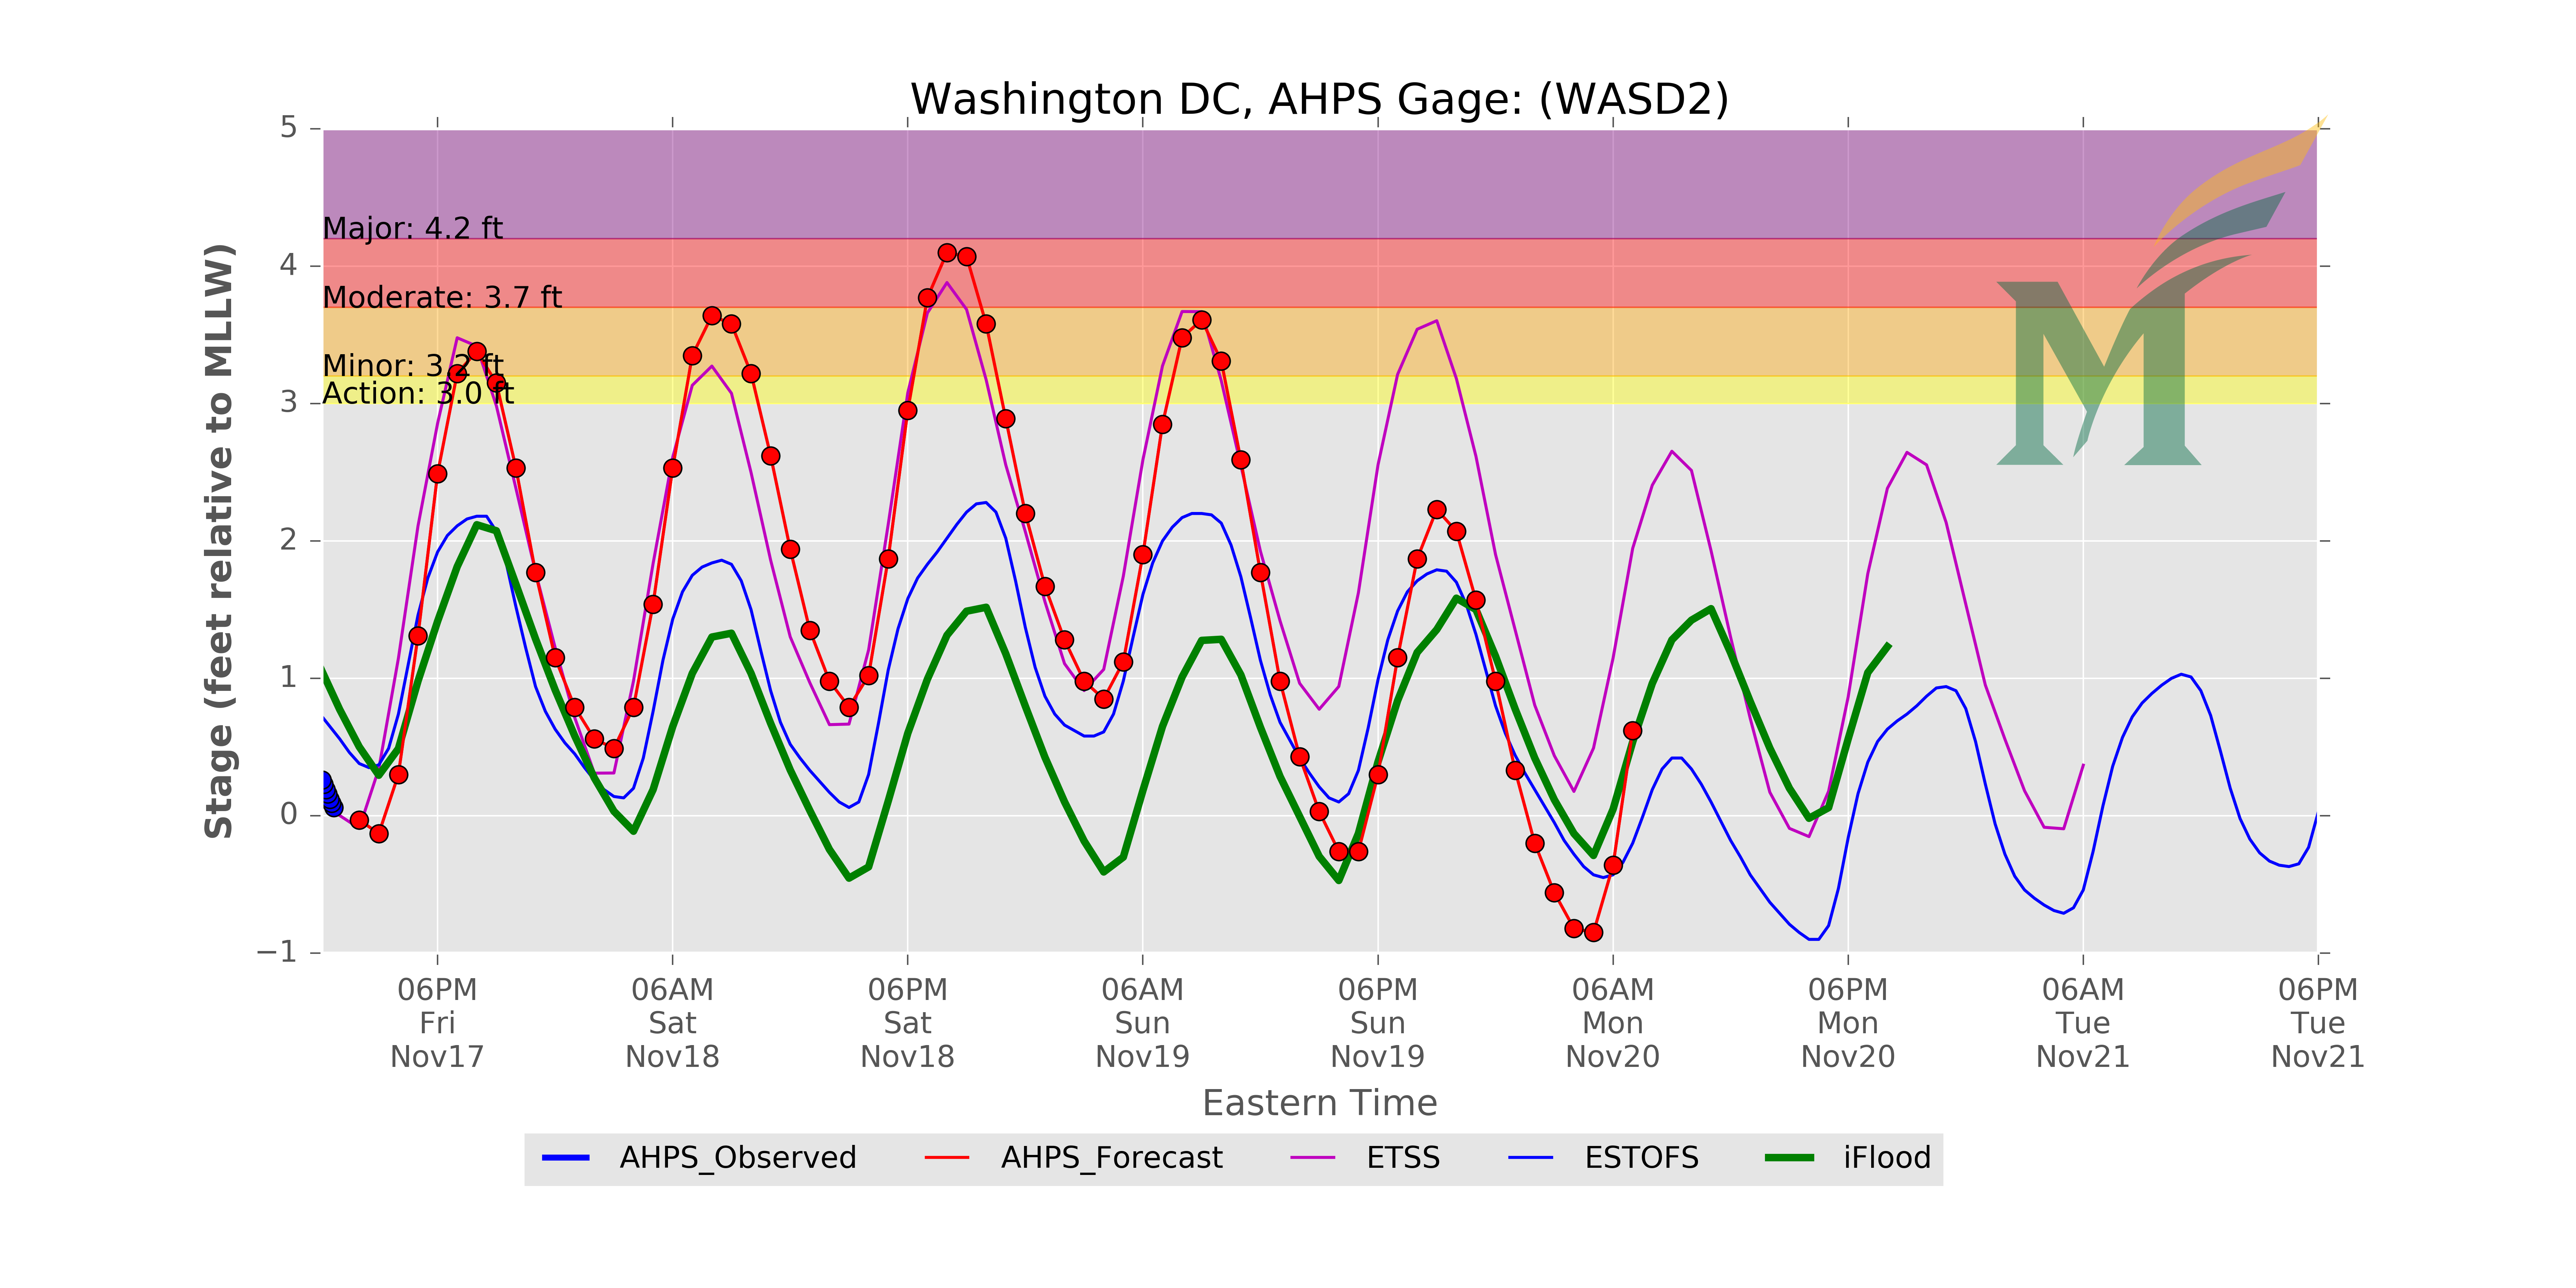 Washington DC, AHPS Gage: (WASD2)
Stage (feet relative to MLLW)
5
4
3
2
1
0
−1
Major: 4.2 ft
Moderate: 3.7 ft
Minor: 3.2 ft
Action: 3.0 ft
06PM 06AM 06PM 06AM 06PM 06AM 06PM 06AM 06PM
Fri Sat Sat Sun Sun Mon Mon Tue Tue
Nov17 Nov18 Nov18 Nov19 Nov19 Nov20 Nov20 Nov21 Nov21
Eastern Time
AHPS_Observed AHPS_Forecast ETSS ESTOFS iFlood
M